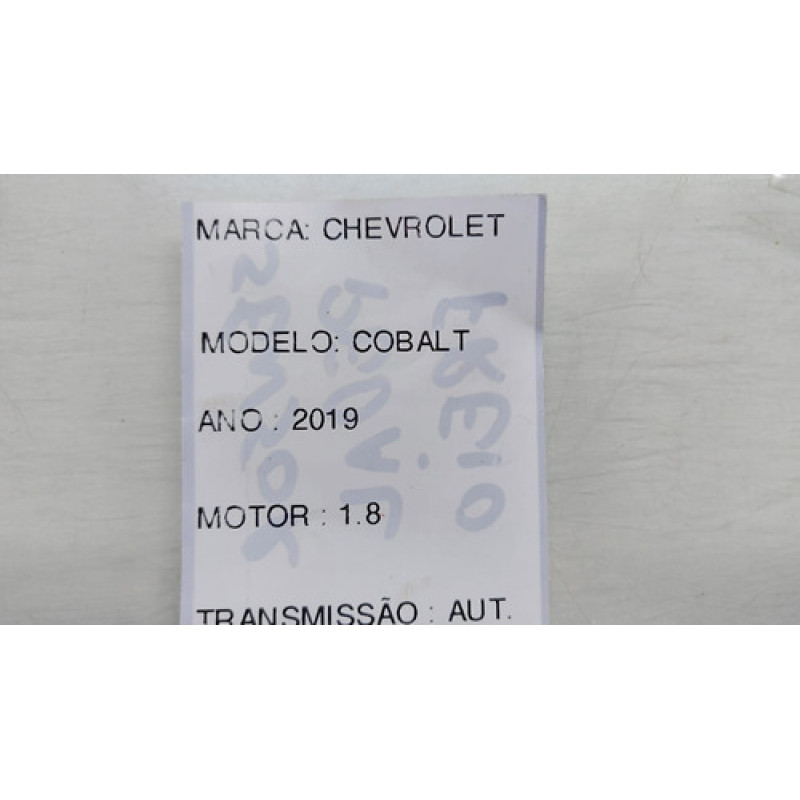 MARCA: CHEVROLET
MODELO: COBALT
ANO : 2019
MOTOR : 1.8
TRANSMISSÃO : AUT.